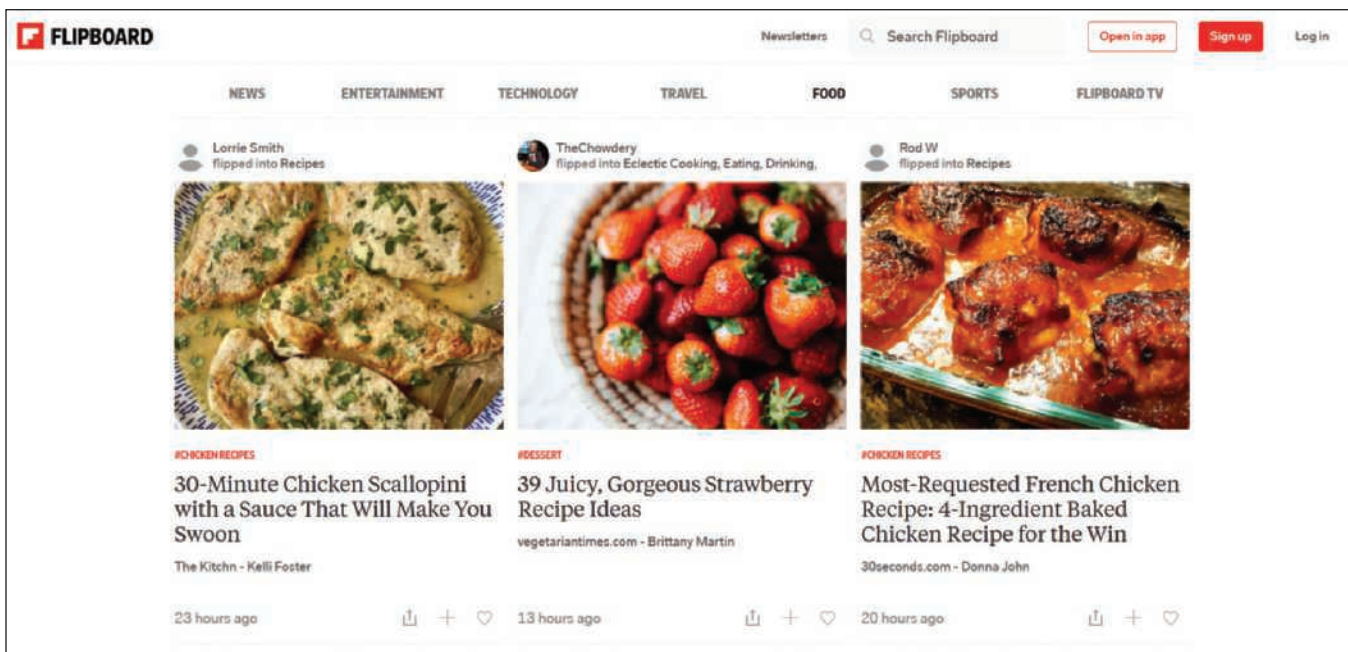 FLIPBOARD
Newsletters
Search Flipboard
Open in app
Sign up
Log in
NEWS
ENTERTAINMENT
TECHNOLOGY
TRAVEL
FOOD
SPORTS
FLIPBOARD TV
Lorrie Smith
flipped into Recipes
TheChowdery
flipped into Eclectic Cooking, Eating, Drinking,
Rod W
flipped into Recipes
#CHICKEN RECIPES
30-Minute Chicken Scallopini
with a Sauce That Will Make You
Swoon
The Kitchn - Kelli Foster
23 hours ago
#DESSERT
39 Juicy, Gorgeous Strawberry
Recipe Ideas
vegetariantimes.com - Brittany Martin
13 hours ago
#CHICKEN RECIPES
Most-Requested French Chicken
Recipe: 4-Ingredient Baked
Chicken Recipe for the Win
30seconds.com - Donna John
20 hours ago